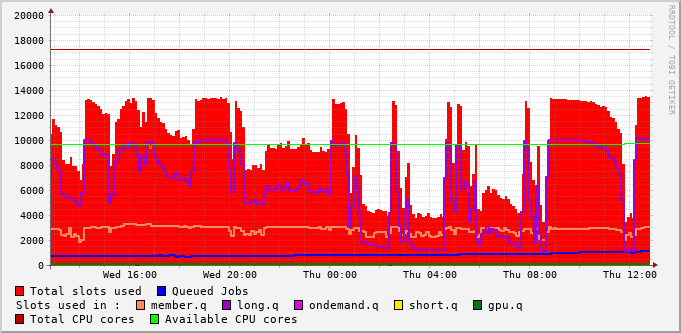 RRDTOOL / TOBI OETIKER
20000
18000
16000
14000
12000
10000
8000
6000
4000
2000
0
Wed 16:00 Wed 20:00 Thu 00:00 Thu 04:00 Thu 08:00 Thu 12:00
Total slots used Queued Jobs
Slots used in : member.q long.q ondemand.q short.q gpu.q
Total CPU cores Available CPU cores